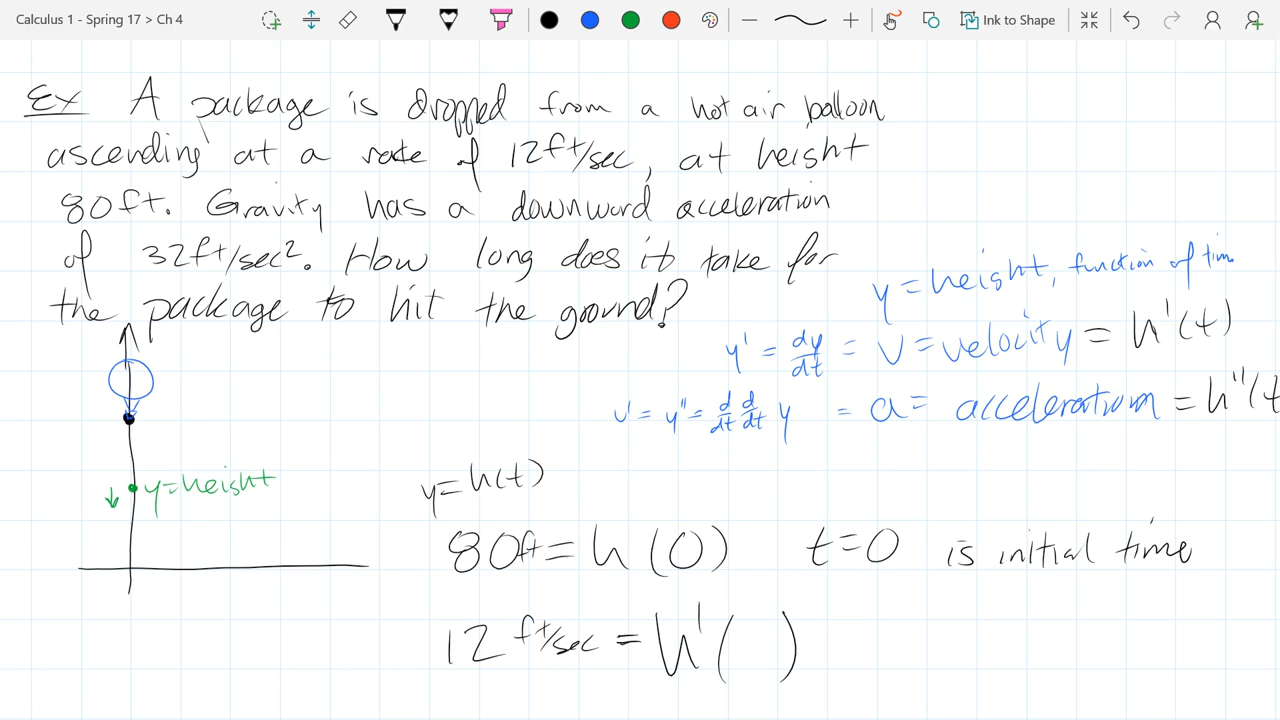 Calculus 1 - Spring 17 > Ch 4
Ink to Shape
Ex A package is dropped from a hot air balloon
ascending at a rate of 12ft/sec, at height
80ft. Gravity has a downward acceleration
of 32ft/sec². How long does it take for
the package to hit the ground?
y = height, function of time
y' = dy/dt = v = velocity = h'(t)
v' = y'' = d/dt d/dt y = a = acceleration = h''(t
y=height
y=h(t)
80ft = h(0) t=0 is initial time
12 ft/sec = h'( )